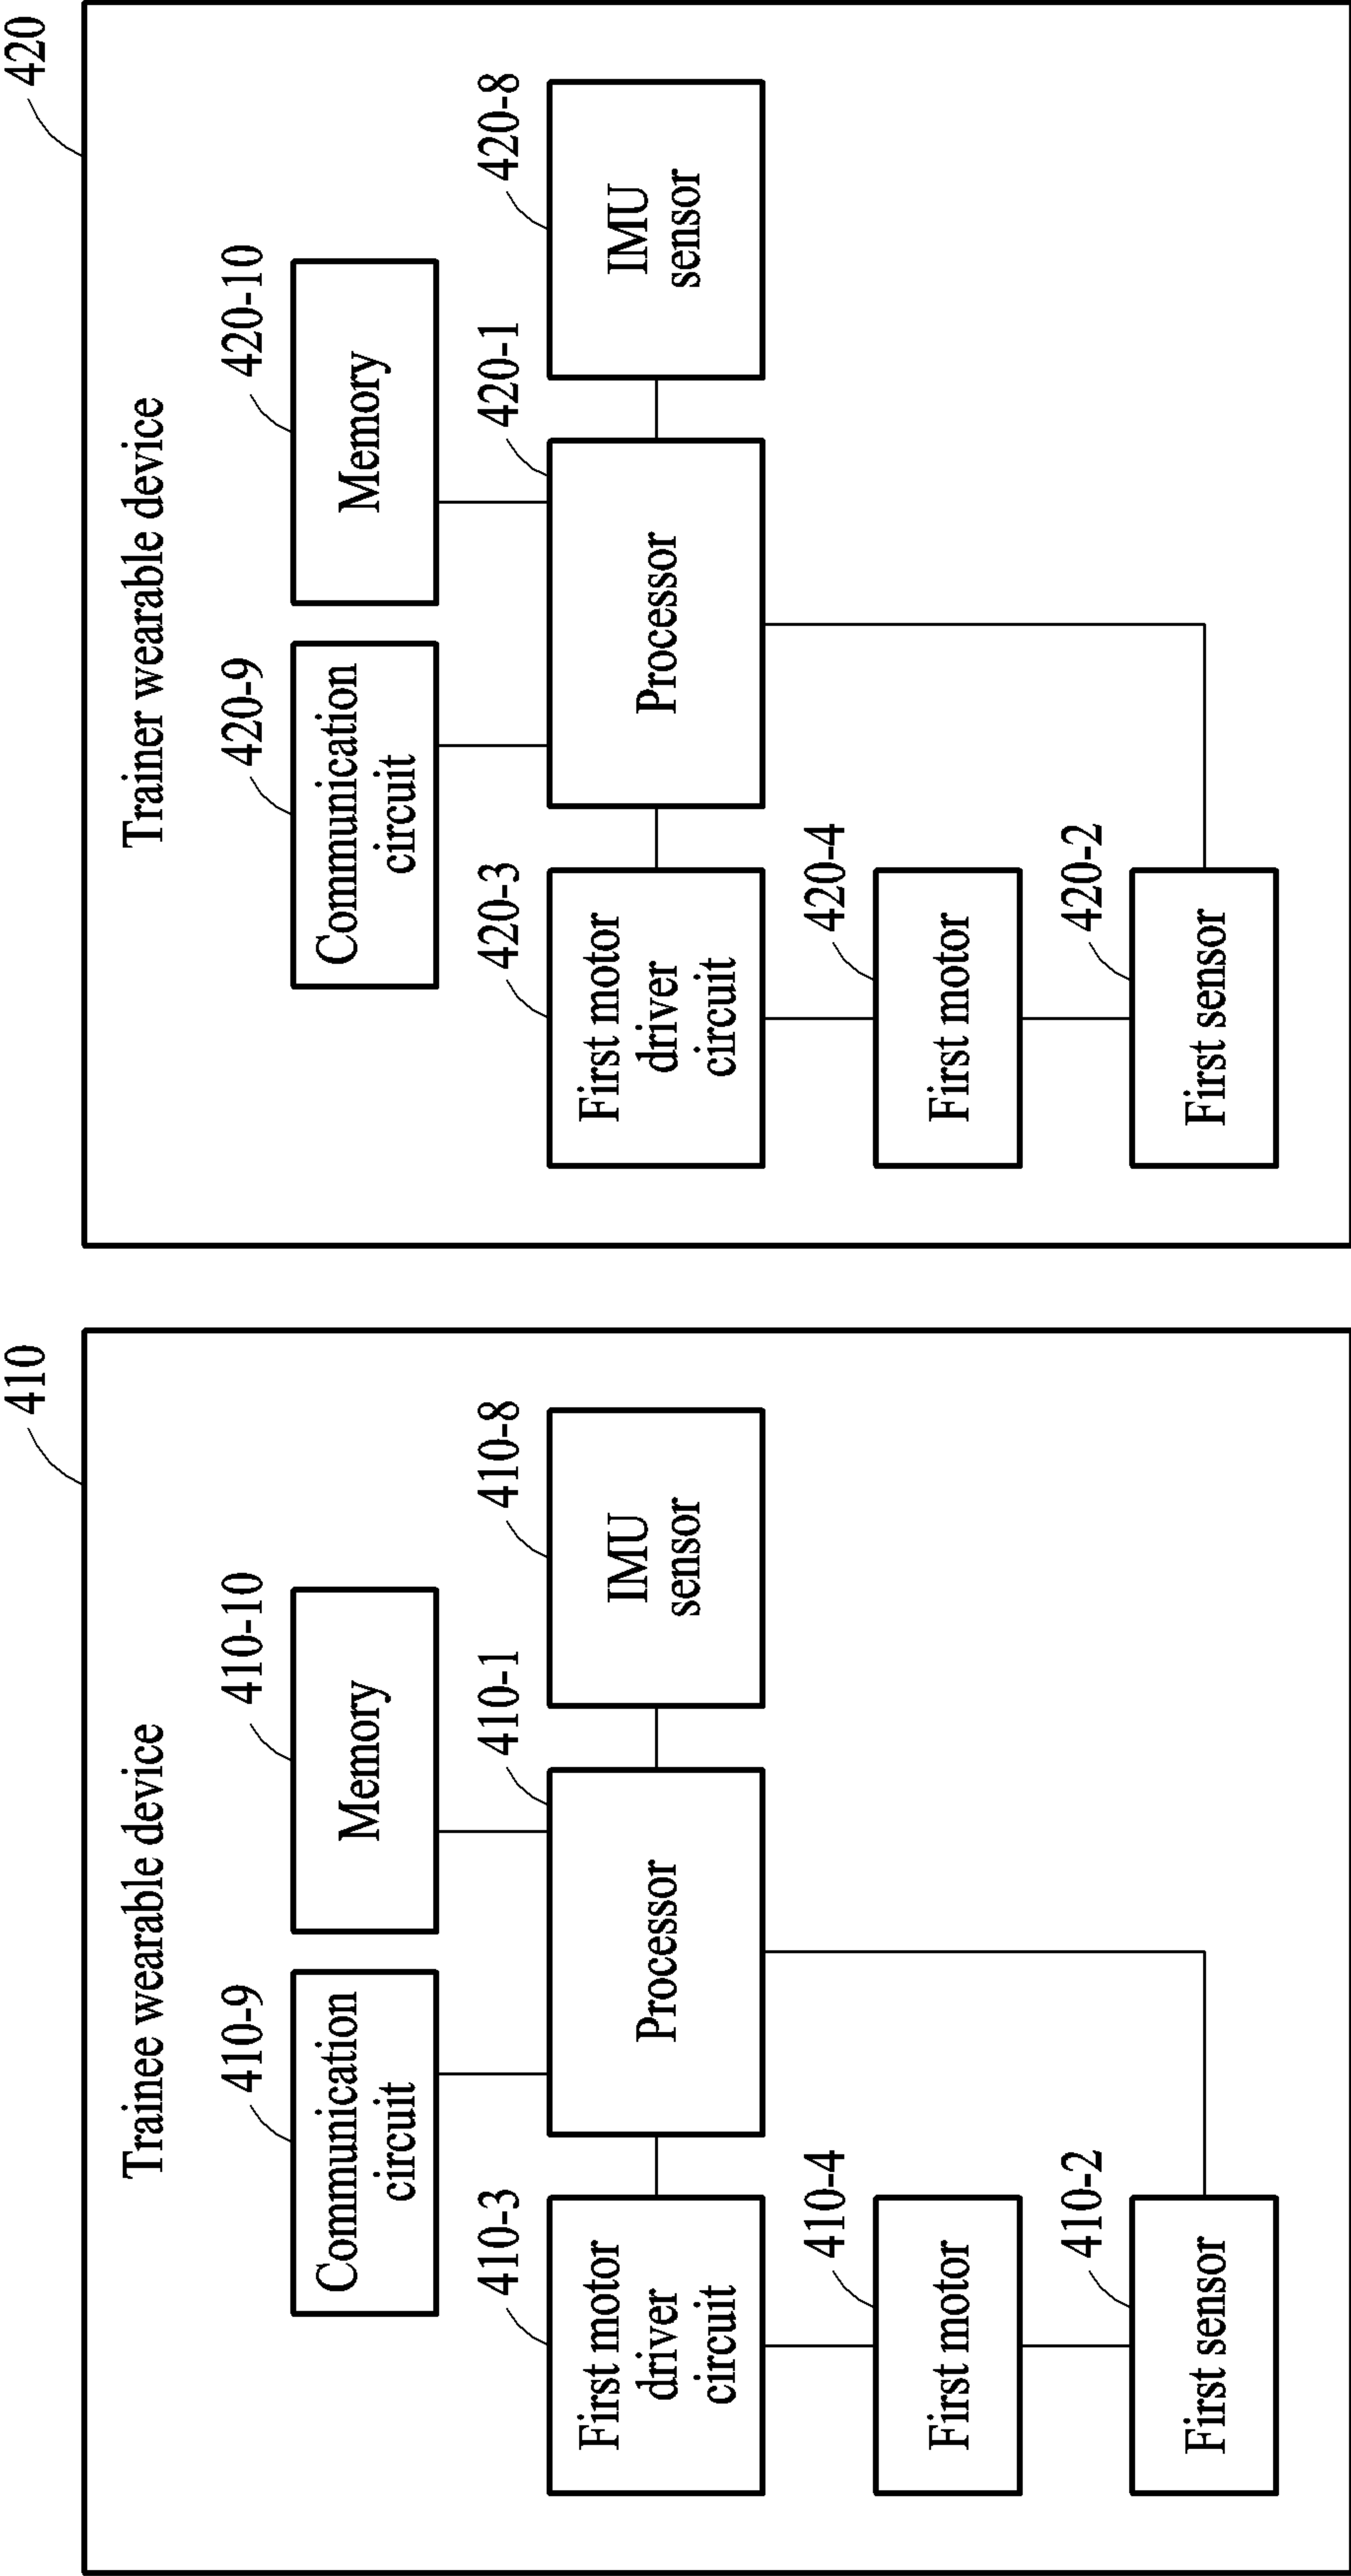 410
Trainee wearable device
410-9
410-10
Communication
circuit
Memory
410-3
410-1
410-8
First motor
driver
circuit
Processor
IMU
sensor
410-4
First motor
410-2
First sensor
420
Trainer wearable device
420-9
420-10
Communication
circuit
Memory
420-3
420-1
420-8
First motor
driver
circuit
Processor
IMU
sensor
420-4
First motor
420-2
First sensor